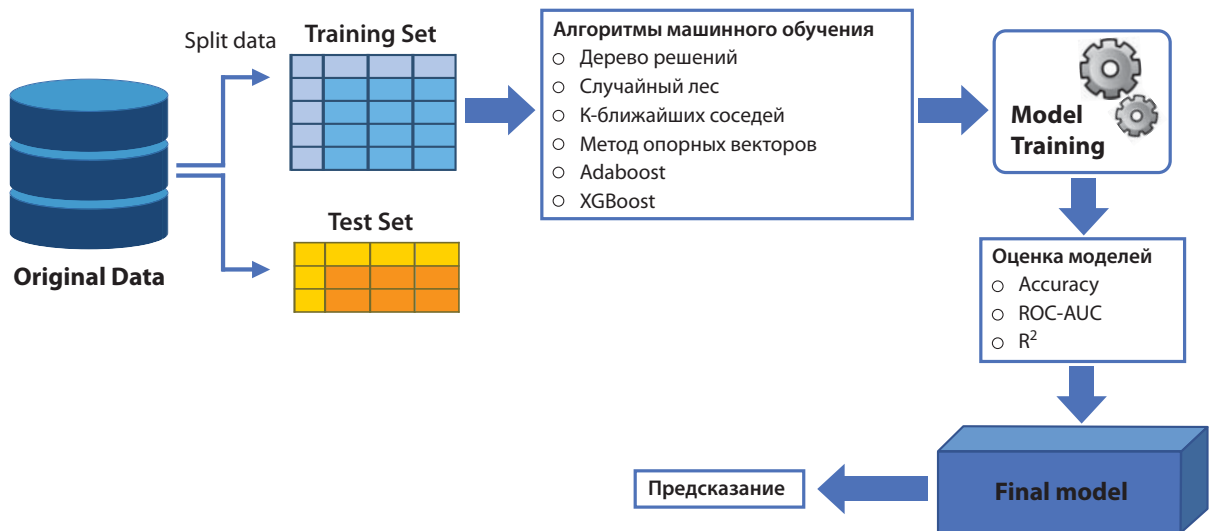 Split data
Training Set
Original Data
Test Set
Алгоритмы машинного обучения
Дерево решений
Случайный лес
К-ближайших соседей
Метод опорных векторов
Adaboost
XGBoost
Model
Training
Оценка моделей
Accuracy
ROC-AUC
R²
Final model
Предсказание